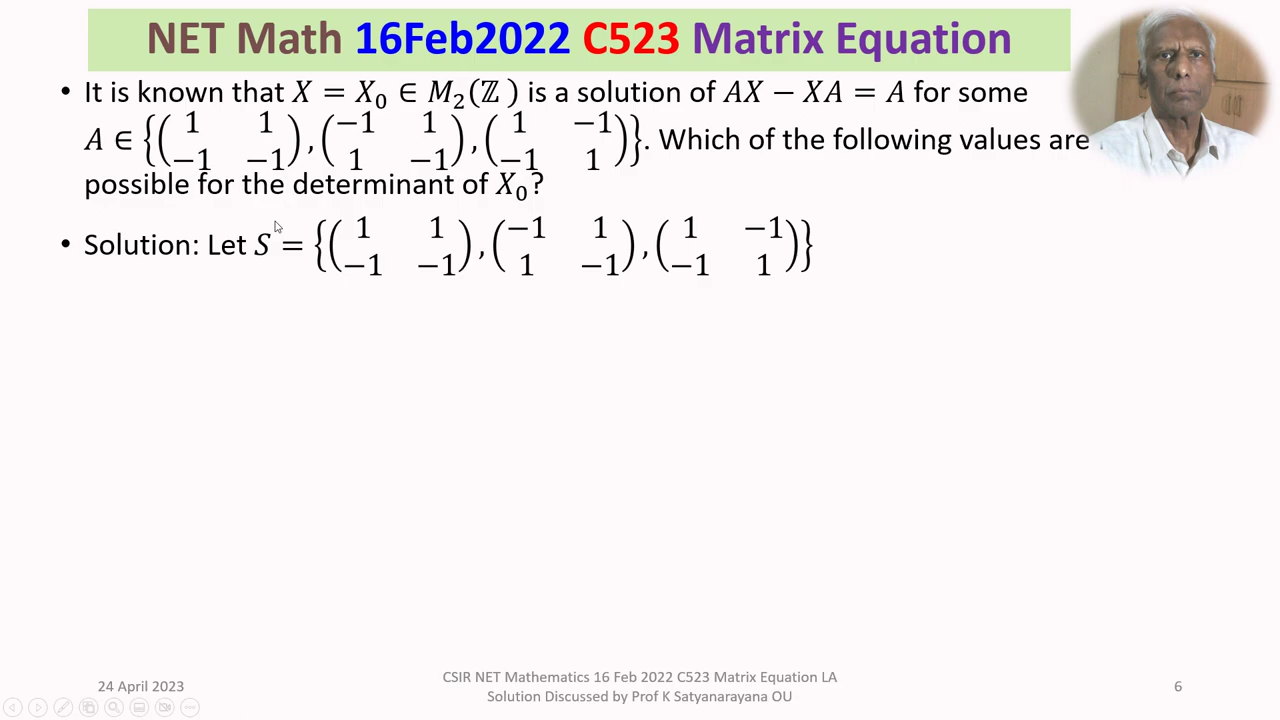 NET Math 16Feb2022 C523 Matrix Equation
• It is known that 𝑋 = 𝑋₀ ∈ 𝑀₂(ℤ ) is a solution of 𝐴𝑋 − 𝑋𝐴 = 𝐴 for some
𝐴 ∈ {(1 1; −1 −1), (−1 1; 1 −1), (1 −1; −1 1)}. Which of the following values are
possible for the determinant of 𝑋₀?
• Solution: Let 𝑆 = {(1 1; −1 −1), (−1 1; 1 −1), (1 −1; −1 1)}
24 April 2023
CSIR NET Mathematics 16 Feb 2022 C523 Matrix Equation LA
Solution Discussed by Prof K Satyanarayana OU
6